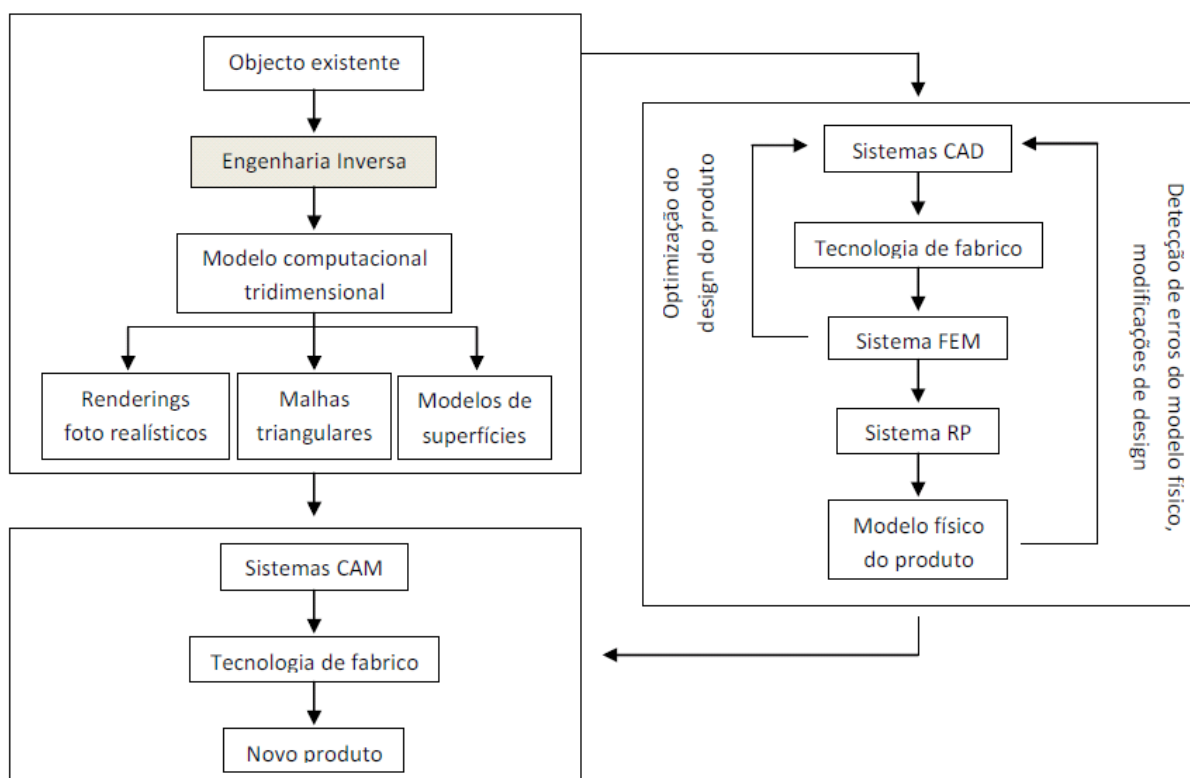 Objecto existente
Engenharia Inversa
Modelo computacional
tridimensional
Renderings
foto realísticos
Malhas
triangulares
Modelos de
superfícies
Sistemas CAM
Tecnologia de fabrico
Novo produto
Optimização do
design do produto
Sistemas CAD
Tecnologia de fabrico
Sistema FEM
Sistema RP
Modelo físico
do produto
Detecção de erros do modelo físico,
modificações de design